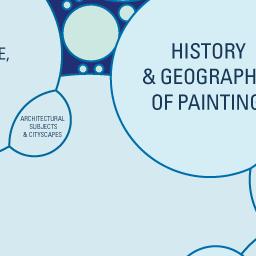 E,
HISTORY
& GEOGRAPH
OF PAINTING
ARCHITECTURAL
SUBJECTS
& CITYSCAPES